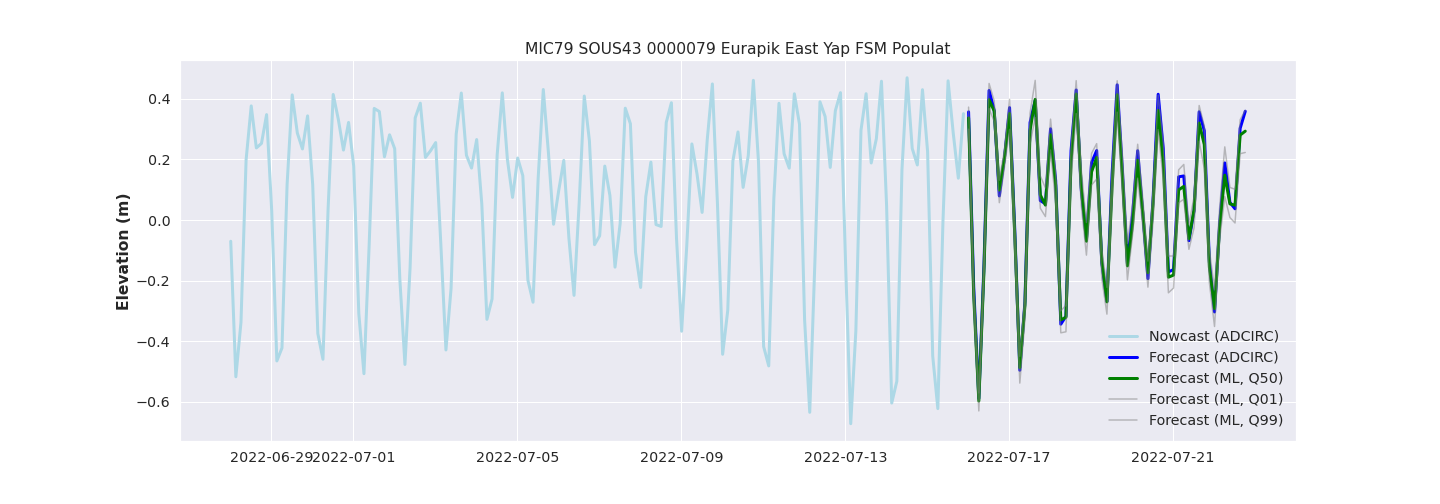 MIC79 SOUS43 0000079 Eurapik East Yap FSM Populat
Elevation (m)
0.4
0.2
0.0
−0.2
−0.4
−0.6
Nowcast (ADCIRC)
Forecast (ADCIRC)
Forecast (ML, Q50)
Forecast (ML, Q01)
Forecast (ML, Q99)
2022-06-29 2022-07-01 2022-07-05 2022-07-09 2022-07-13 2022-07-17 2022-07-21